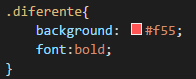 .diferente{
    background: #f55;
    font:bold;
}